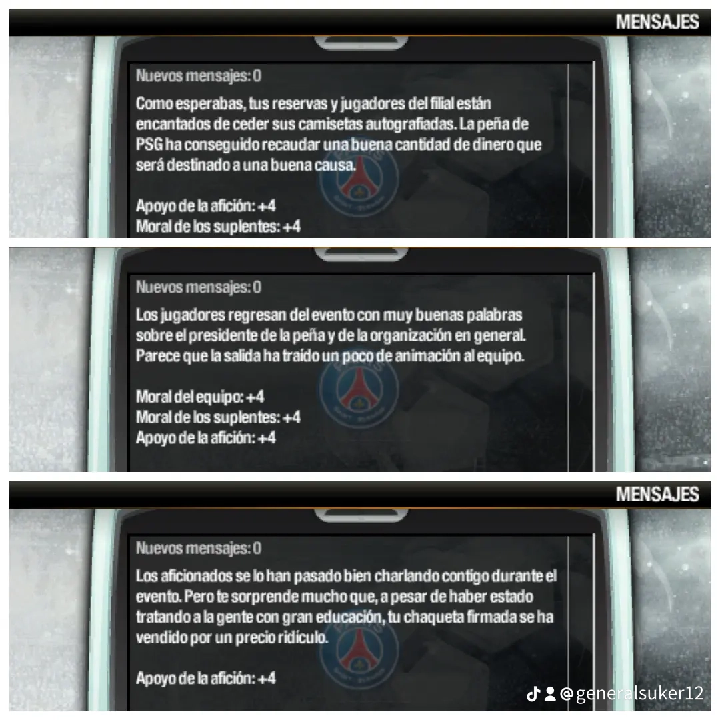 MENSAJES
Nuevos mensajes: 0
Como esperabas, tus reservas y jugadores del filial están
encantados de ceder sus camisetas autografiadas. La peña de
PSG ha conseguido recaudar una buena cantidad de dinero que
será destinado a una buena causa.
Apoyo de la afición: +4
Moral de los suplentes: +4
Nuevos mensajes: 0
Los jugadores regresan del evento con muy buenas palabras
sobre el presidente de la peña y de la organización en general.
Parece que la salida ha traído un poco de animación al equipo.
Moral del equipo: +4
Moral de los suplentes: +4
Apoyo de la afición: +4
MENSAJES
Nuevos mensajes: 0
Los aficionados se lo han pasado bien charlando contigo durante el
evento. Pero te sorprende mucho que, a pesar de haber estado
tratando a la gente con gran educación, tu chaqueta firmada se ha
vendido por un precio ridículo.
Apoyo de la afición: +4
@generalsuker12